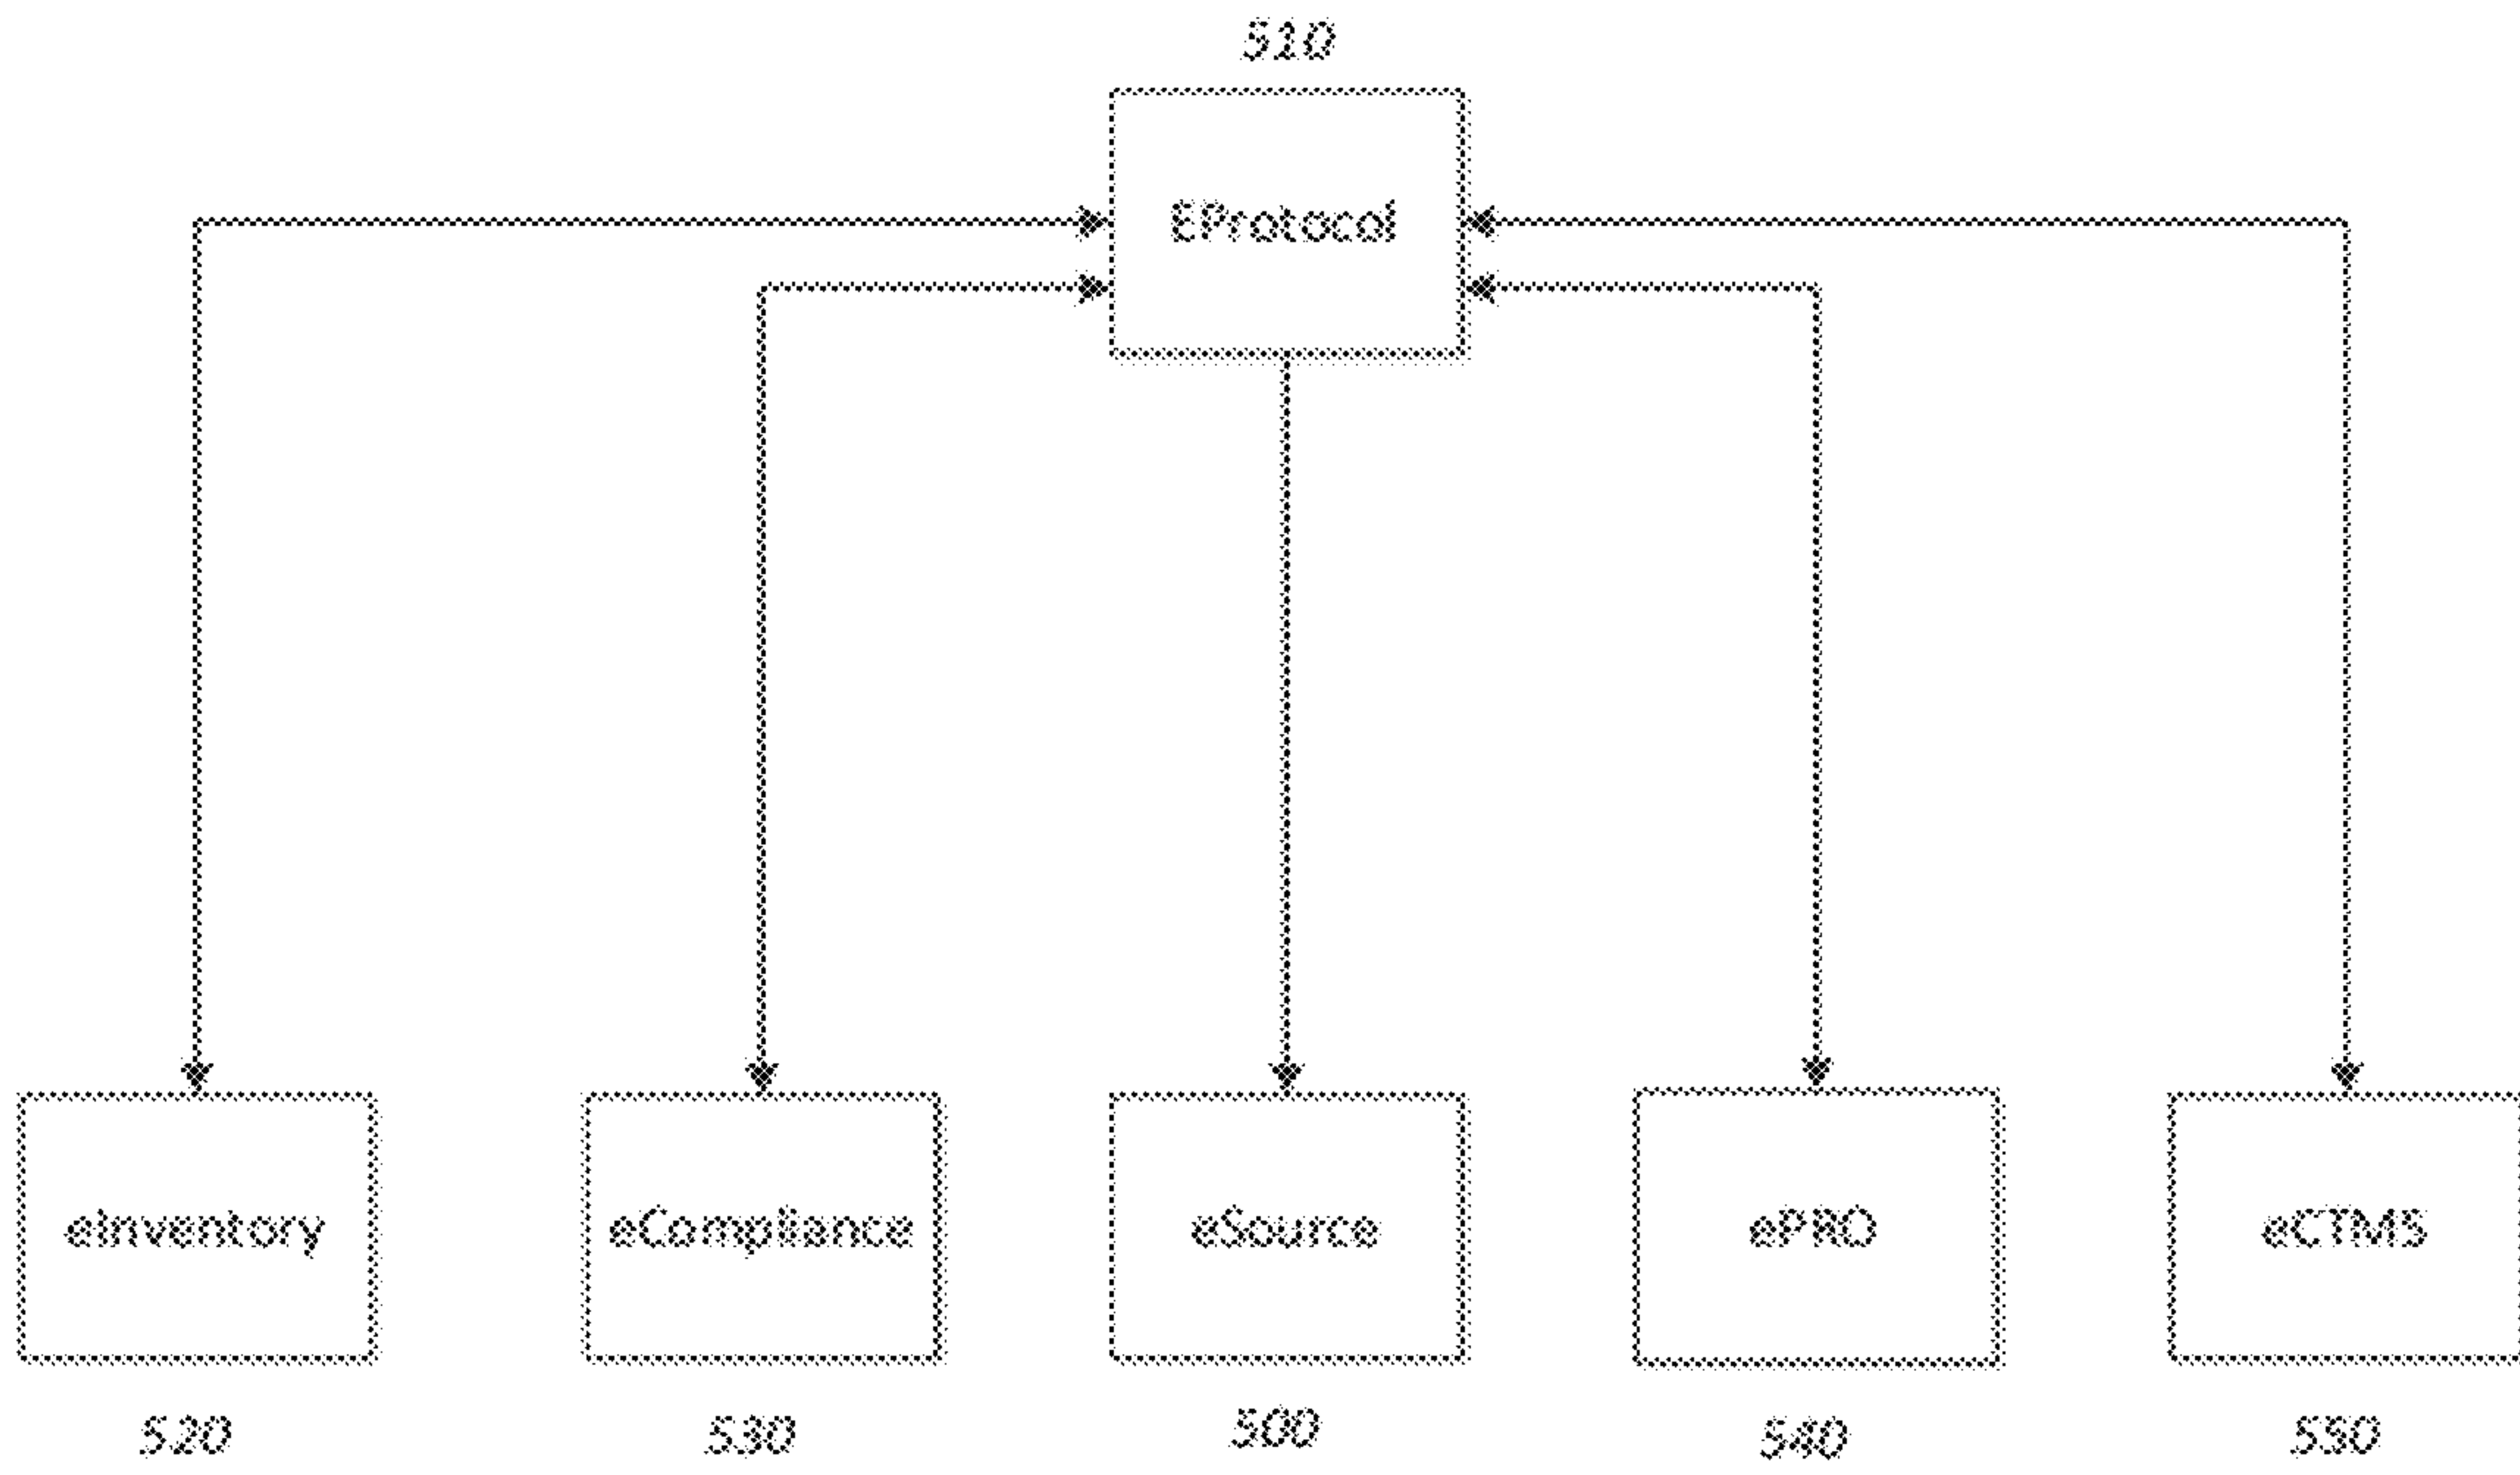 510
EProtocol
eInventory
eCompliance
eSource
ePRO
eCTMS
520
530
500
540
550